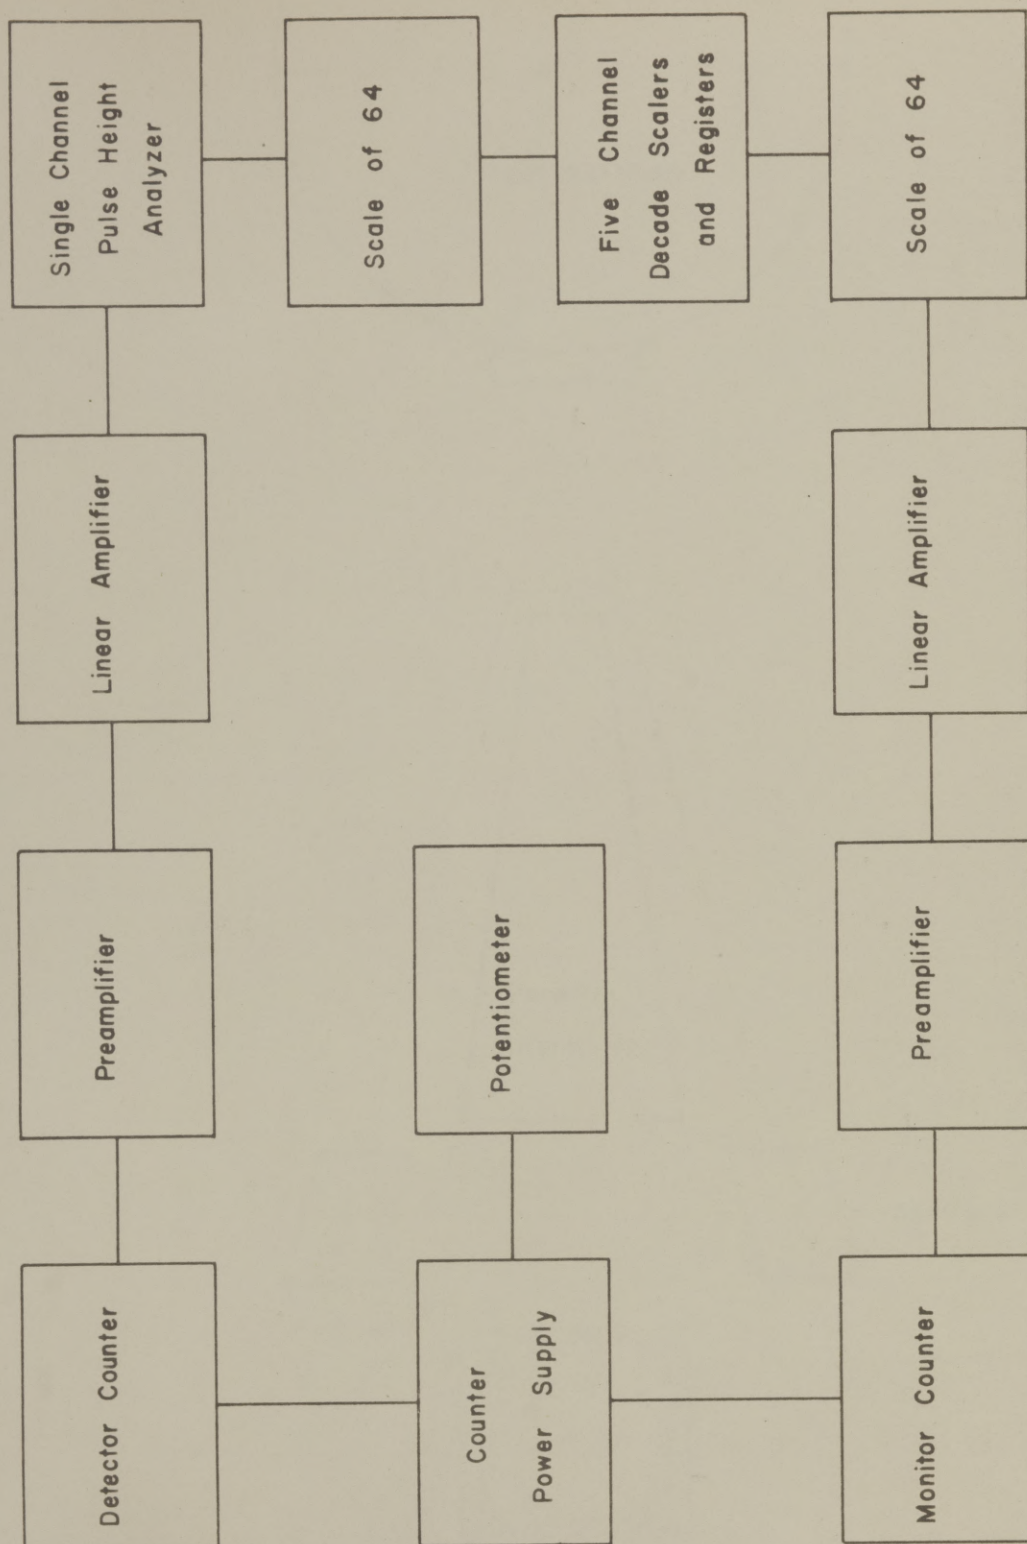 Detector Counter
Preamplifier
Linear Amplifier
Single Channel
Pulse Height
Analyzer
Scale of 64
Counter
Power Supply
Potentiometer
Five Channel
Decade Scalers
and Registers
Monitor Counter
Preamplifier
Linear Amplifier
Scale of 64